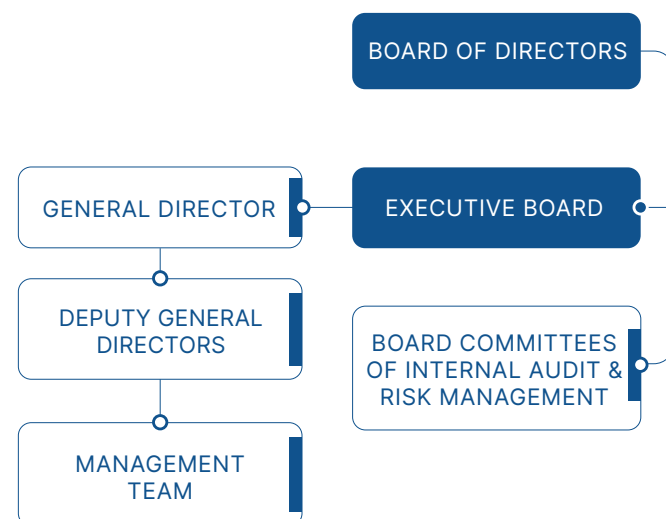 BOARD OF DIRECTORS
GENERAL DIRECTOR
EXECUTIVE BOARD
DEPUTY GENERAL
DIRECTORS
BOARD COMMITTEES
OF INTERNAL AUDIT &
RISK MANAGEMENT
MANAGEMENT
TEAM